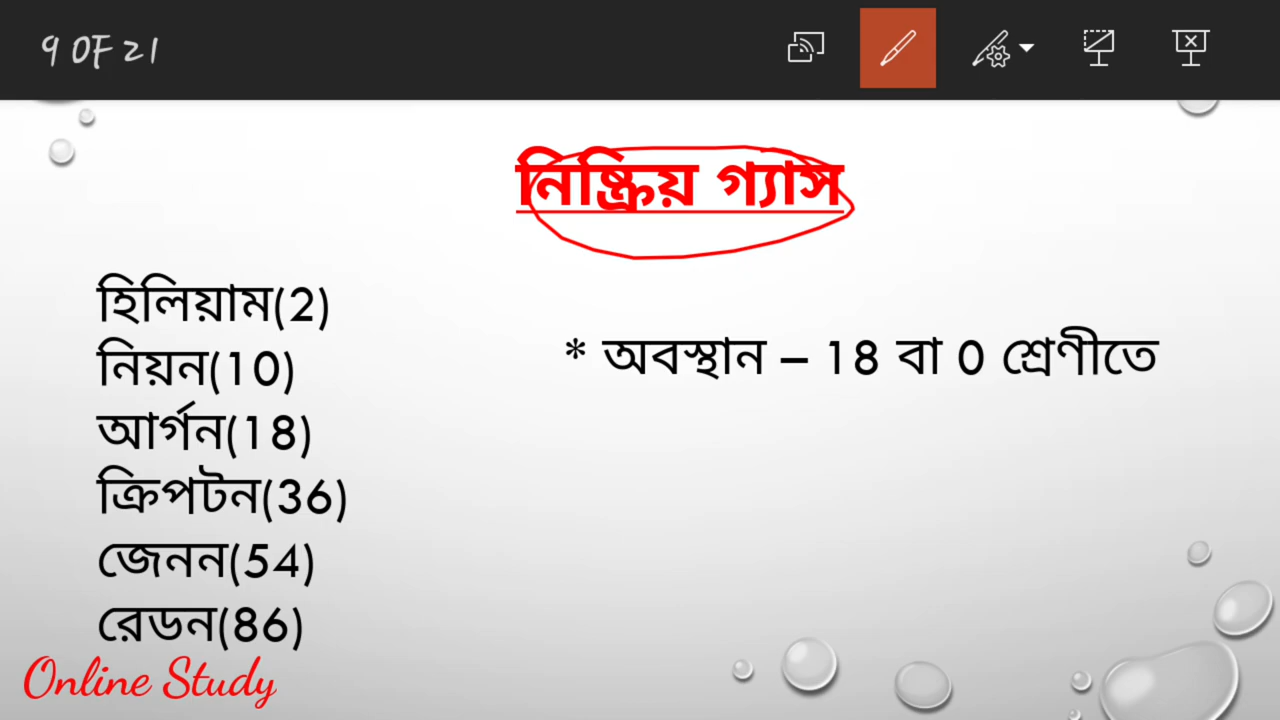 9 OF 21
নিষ্ক্রিয় গ্যাস
হিলিয়াম(2)
নিয়ন(10)
আর্গন(18)
ক্রিপটন(36)
জেনন(54)
রেডন(86)
* অবস্থান – 18 বা 0 শ্রেণীতে
Online Study